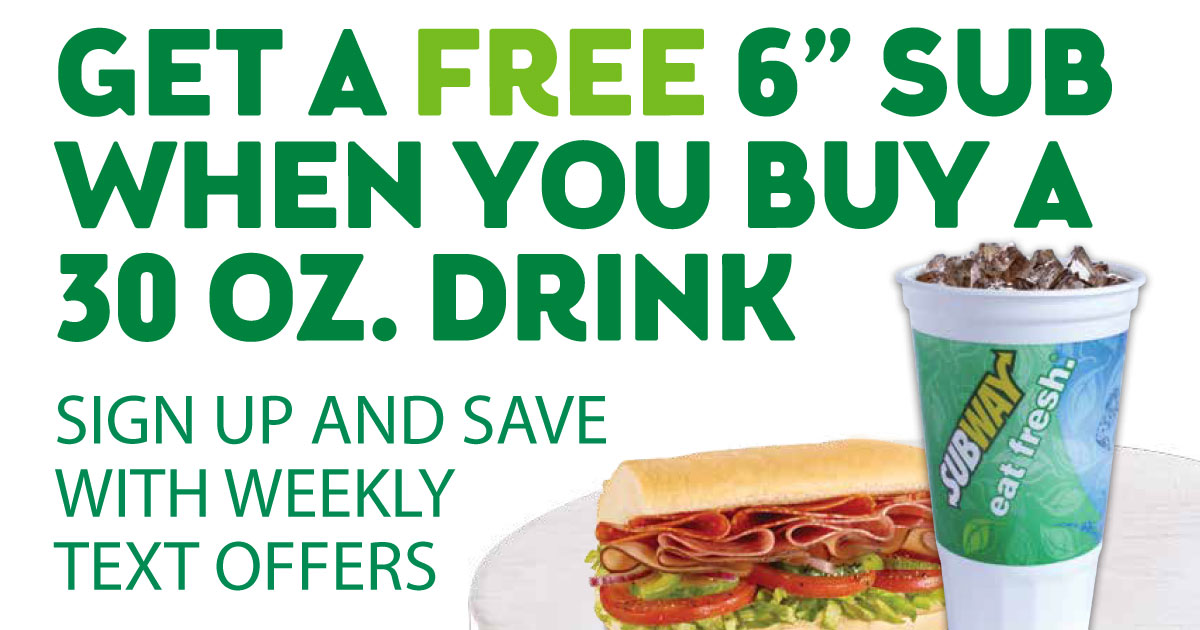 GET A FREE 6” SUB
WHEN YOU BUY A
30 OZ. DRINK
SIGN UP AND SAVE
WITH WEEKLY
TEXT OFFERS
SUBWAY
eat fresh.